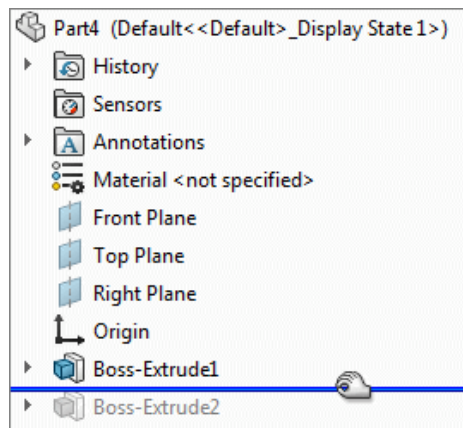 Part4 (Default<<Default>_Display State 1>)
History
Sensors
Annotations
Material <not specified>
Front Plane
Top Plane
Right Plane
Origin
Boss-Extrude1
Boss-Extrude2